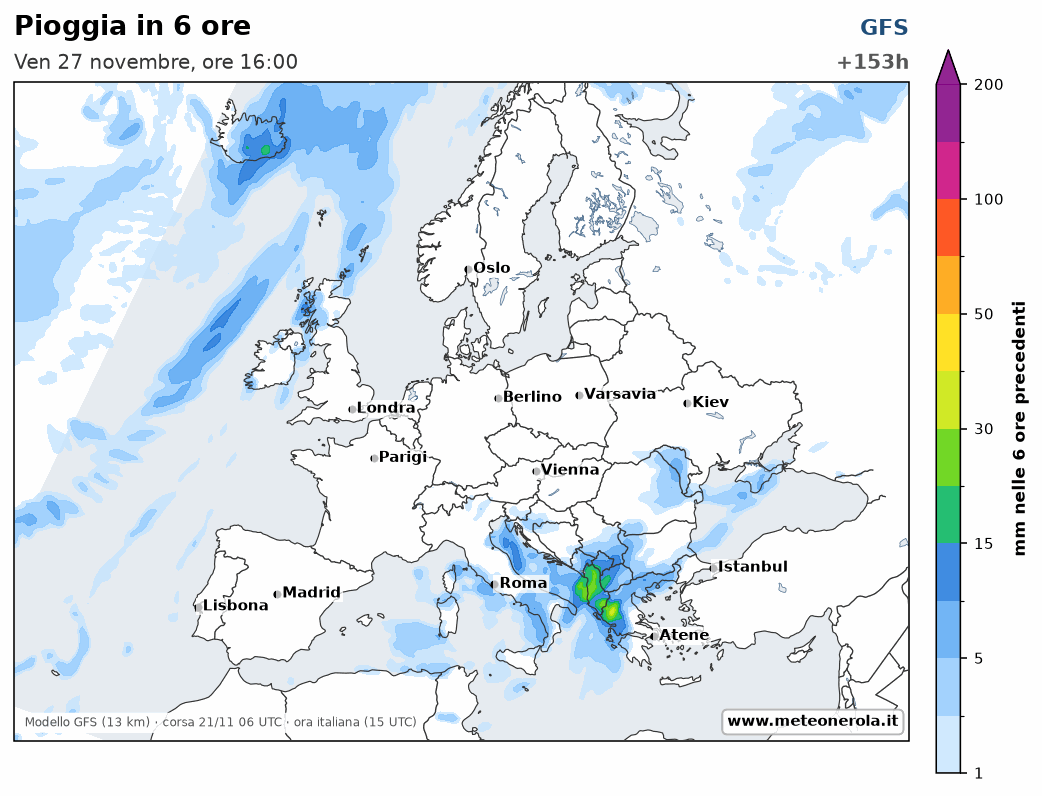 Pioggia in 6 ore
GFS
Ven 27 novembre, ore 16:00
+153h
200
100
50
30
15
5
1
mm nelle 6 ore precedenti
Oslo
Berlino
Varsavia
Kiev
Londra
Parigi
Vienna
Istanbul
Roma
Madrid
Lisbona
Atene
Modello GFS (13 km) · corsa 21/11 06 UTC · ora italiana (15 UTC)
www.meteonerola.it